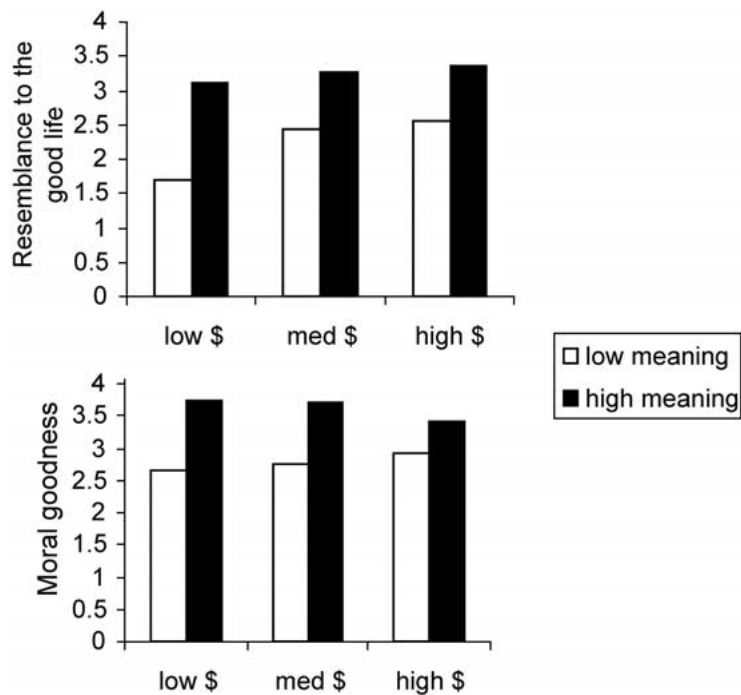 Resemblance to the
good life
4
3.5
3
2.5
2
1.5
1
0.5
0
low $ med $ high $
low meaning
high meaning
Moral goodness
4
3.5
3
2.5
2
1.5
1
0.5
0
low $ med $ high $